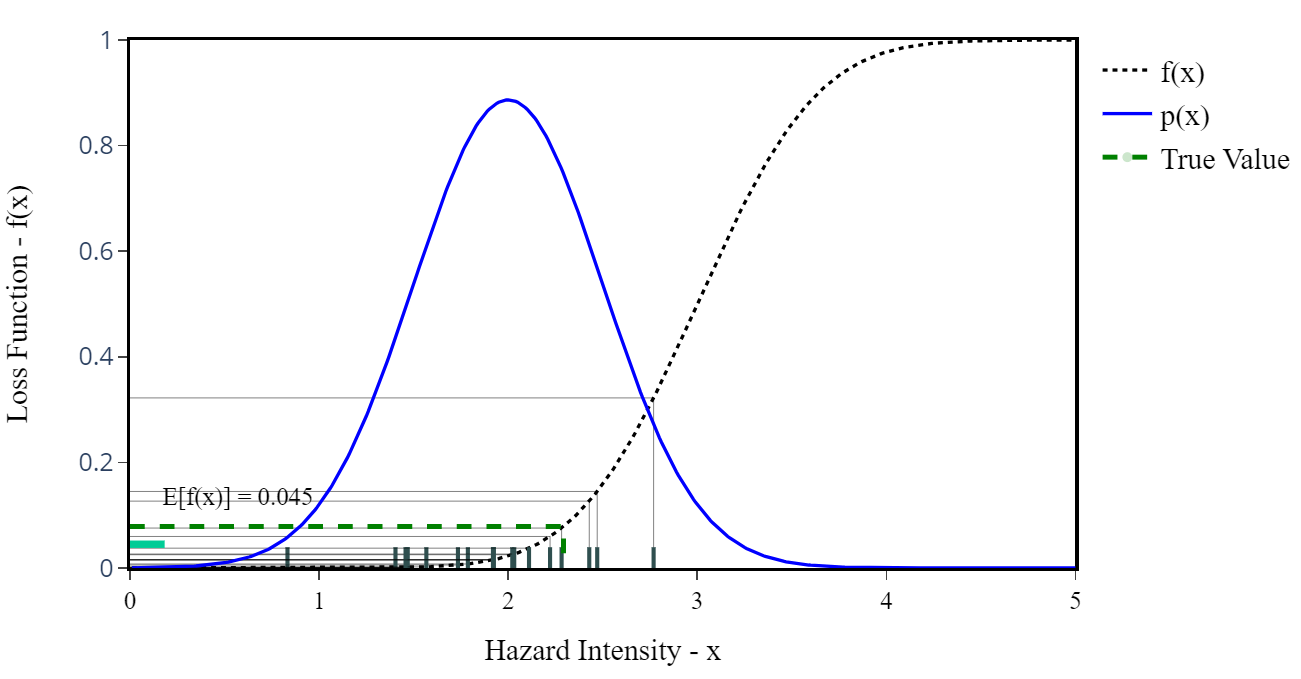 1
0.8
0.6
0.4
0.2
0
Loss Function - f(x)
E[f(x)] = 0.045
0 1 2 3 4 5
Hazard Intensity - x
f(x)
p(x)
True Value